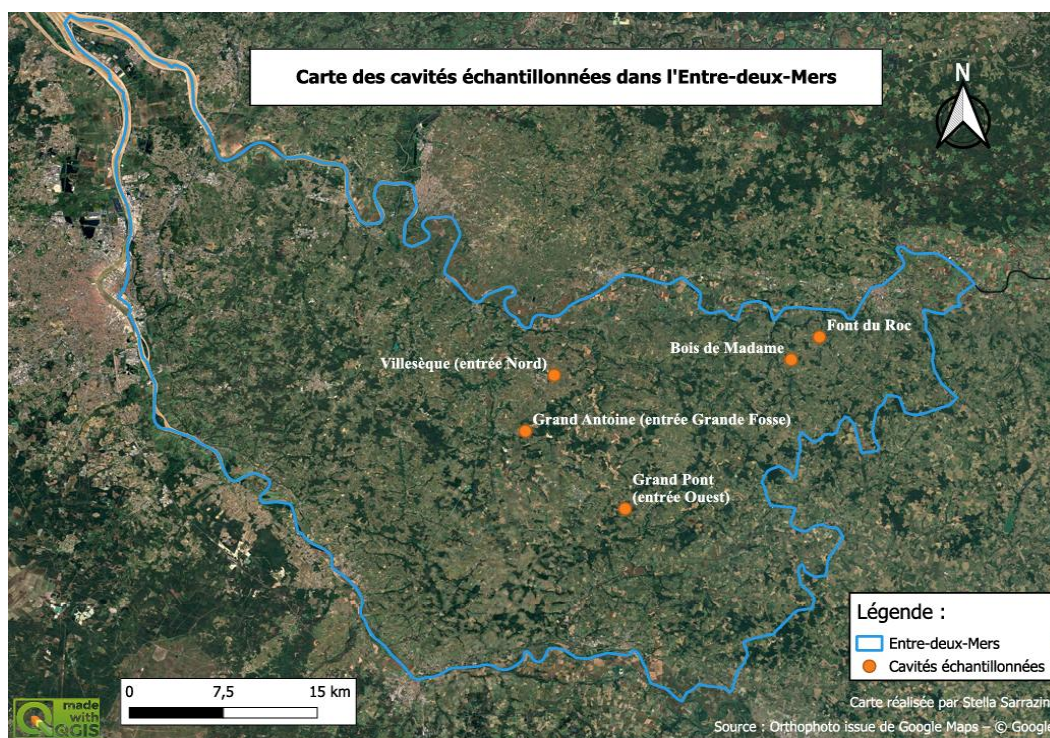 Carte des cavités échantillonnées dans l'Entre-deux-Mers
N
Font du Roc
Bois de Madame
Villesèque (entrée Nord)
Grand Antoine (entrée Grande Fosse)
Grand Pont
(entrée Ouest)
Légende :
Entre-deux-Mers
Cavités échantillonnées
0 7,5 15 km
made
with
QGIS
Carte réalisée par Stella Sarrazin
Source : Orthophoto issue de Google Maps – © Google